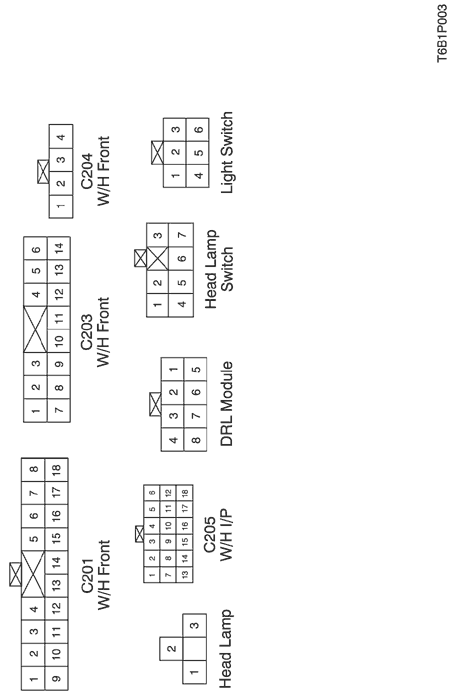 1 2 3 4 5 6 7 8
9 10 11 12 13 14 15 16 17 18
C201
W/H Front
1 2 3 4 5 6
7 8 9 10 11 12 13 14
C203
W/H Front
1 2 3 4
C204
W/H Front
2
1 3
Head Lamp
1 2 3 4 5 6
7 8 9 10 11 12
13 14 15 16 17 18
C205
W/H I/P
4 3 2 1
8 7 6 5
DRL Module
1 2 3
4 5 6 7
Head Lamp
Switch
1 2 3
4 5 6
Light Switch
T6B1P003